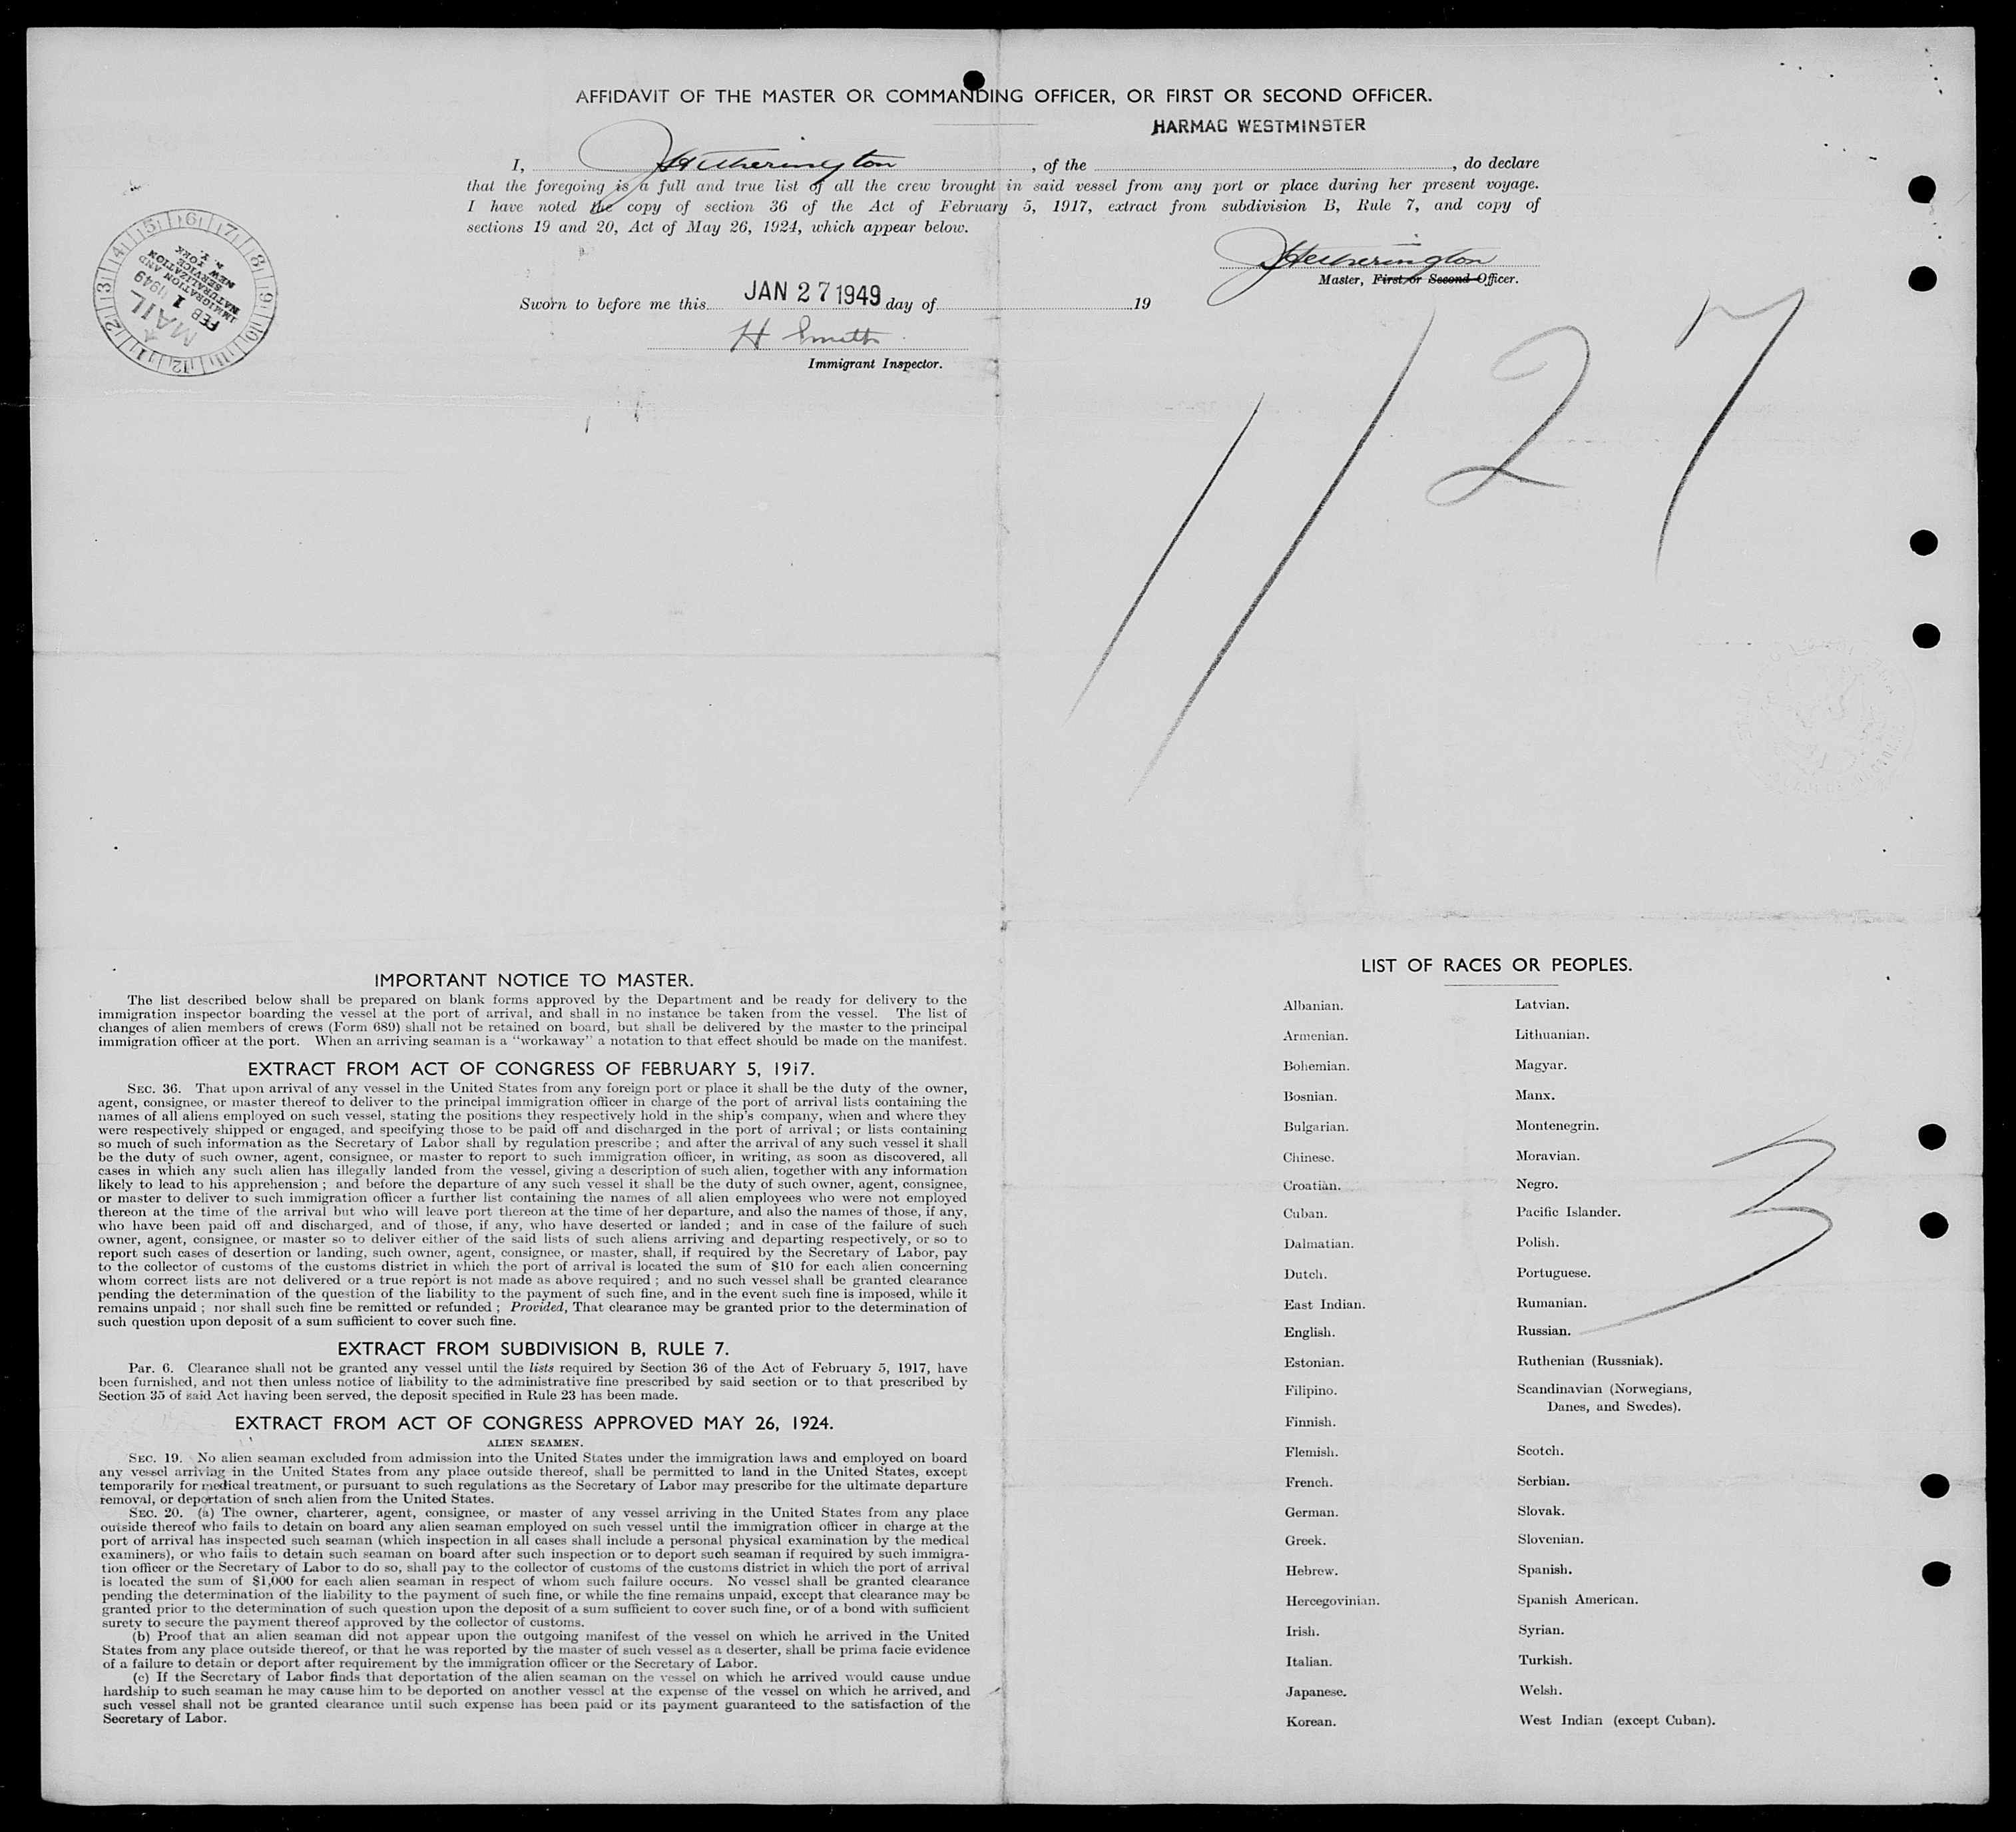 AFFIDAVIT OF THE MASTER OR COMMANDING OFFICER, OR FIRST OR SECOND OFFICER.
HARMAC WESTMINSTER
I, J Hetherington, of the , do declare
that the foregoing is a full and true list of all the crew brought in said vessel from any port or place during her present voyage.
I have noted the copy of section 36 of the Act of February 5, 1917, extract from subdivision B, Rule 7, and copy of
sections 19 and 20, Act of May 26, 1924, which appear below.
J Hetherington
Master, First or Second Officer.
Sworn to before me this JAN 27 1949 day of 19
H Smith
Immigrant Inspector.
1 2 3 4 5 6 7 8 9 10 11 12
IMMIGRATION AND
NATURALIZATION
SERVICE
NEW YORK
N. Y.
FEB 1 1949
MAIL
1/27
IMPORTANT NOTICE TO MASTER.
The list described below shall be prepared on blank forms approved by the Department and be ready for delivery to the
immigration inspector boarding the vessel at the port of arrival, and shall in no instance be taken from the vessel. The list of
changes of alien members of crews (Form 689) shall not be retained on board, but shall be delivered by the master to the principal
immigration officer at the port. When an arriving seaman is a "workaway" a notation to that effect should be made on the manifest.
EXTRACT FROM ACT OF CONGRESS OF FEBRUARY 5, 1917.
SEC. 36. That upon arrival of any vessel in the United States from any foreign port or place it shall be the duty of the owner,
agent, consignee, or master thereof to deliver to the principal immigration officer in charge of the port of arrival lists containing the
names of all aliens employed on such vessel, stating the positions they respectively hold in the ship's company, when and where they
were respectively shipped or engaged, and specifying those to be paid off and discharged in the port of arrival; or lists containing
so much of such information as the Secretary of Labor shall by regulation prescribe; and after the arrival of any such vessel it shall
be the duty of such owner, agent, consignee, or master to report to such immigration officer, in writing, as soon as discovered, all
cases in which any such alien has illegally landed from the vessel, giving a description of such alien, together with any information
likely to lead to his apprehension; and before the departure of any such vessel it shall be the duty of such owner, agent, consignee,
or master to deliver to such immigration officer a further list containing the names of all alien employees who were not employed
thereon at the time of the arrival but who will leave port thereon at the time of her departure, and also the names of those, if any,
who have been paid off and discharged, and of those, if any, who have deserted or landed; and in case of the failure of such
owner, agent, consignee, or master so to deliver either of the said lists of such aliens arriving and departing respectively, or so to
report such cases of desertion or landing, such owner, agent, consignee, or master, shall, if required by the Secretary of Labor, pay
to the collector of customs of the customs district in which the port of arrival is located the sum of $10 for each alien concerning
whom correct lists are not delivered or a true report is not made as above required; and no such vessel shall be granted clearance
pending the determination of the question of the liability to the payment of such fine, and in the event such fine is imposed, while it
remains unpaid; nor shall such fine be remitted or refunded; Provided, That clearance may be granted prior to the determination of
such question upon deposit of a sum sufficient to cover such fine.
EXTRACT FROM SUBDIVISION B, RULE 7.
Par. 6. Clearance shall not be granted any vessel until the lists required by Section 36 of the Act of February 5, 1917, have
been furnished, and not then unless notice of liability to the administrative fine prescribed by said section or to that prescribed by
Section 35 of said Act having been served, the deposit specified in Rule 23 has been made.
EXTRACT FROM ACT OF CONGRESS APPROVED MAY 26, 1924.
ALIEN SEAMEN.
SEC. 19. No alien seaman excluded from admission into the United States under the immigration laws and employed on board
any vessel arriving in the United States from any place outside thereof, shall be permitted to land in the United States, except
temporarily for medical treatment, or pursuant to such regulations as the Secretary of Labor may prescribe for the ultimate departure
removal, or deportation of such alien from the United States.
SEC. 20. (a) The owner, charterer, agent, consignee, or master of any vessel arriving in the United States from any place
outside thereof who fails to detain on board any alien seaman employed on such vessel until the immigration officer in charge at the
port of arrival has inspected such seaman (which inspection in all cases shall include a personal physical examination by the medical
examiners), or who fails to detain such seaman on board after such inspection or to deport such seaman if required by such immigra-
tion officer or the Secretary of Labor to do so, shall pay to the collector of customs of the customs district in which the port of arrival
is located the sum of $1,000 for each alien seaman in respect of whom such failure occurs. No vessel shall be granted clearance
pending the determination of the liability to the payment of such fine, or while the fine remains unpaid, except that clearance may be
granted prior to the determination of such question upon the deposit of a sum sufficient to cover such fine, or of a bond with sufficient
surety to secure the payment thereof approved by the collector of customs.
(b) Proof that an alien seaman did not appear upon the outgoing manifest of the vessel on which he arrived in the United
States from any place outside thereof, or that he was reported by the master of such vessel as a deserter, shall be prima facie evidence
of a failure to detain or deport after requirement by the immigration officer or the Secretary of Labor.
(c) If the Secretary of Labor finds that deportation of the alien seaman on the vessel on which he arrived would cause undue
hardship to such seaman he may cause him to be deported on another vessel at the expense of the vessel on which he arrived, and
such vessel shall not be granted clearance until such expense has been paid or its payment guaranteed to the satisfaction of the
Secretary of Labor.
LIST OF RACES OR PEOPLES.
Albanian.
Armenian.
Bohemian.
Bosnian.
Bulgarian.
Chinese.
Croatian.
Cuban.
Dalmatian.
Dutch.
East Indian.
English.
Estonian.
Filipino.
Finnish.
Flemish.
French.
German.
Greek.
Hebrew.
Hercegovinian.
Irish.
Italian.
Japanese.
Korean.
Latvian.
Lithuanian.
Magyar.
Manx.
Montenegrin.
Moravian.
Negro.
Pacific Islander.
Polish.
Portuguese.
Rumanian.
Russian.
Ruthenian (Russniak).
Scandinavian (Norwegians,
Danes, and Swedes).
Scotch.
Serbian.
Slovak.
Slovenian.
Spanish.
Spanish American.
Syrian.
Turkish.
Welsh.
West Indian (except Cuban).
3